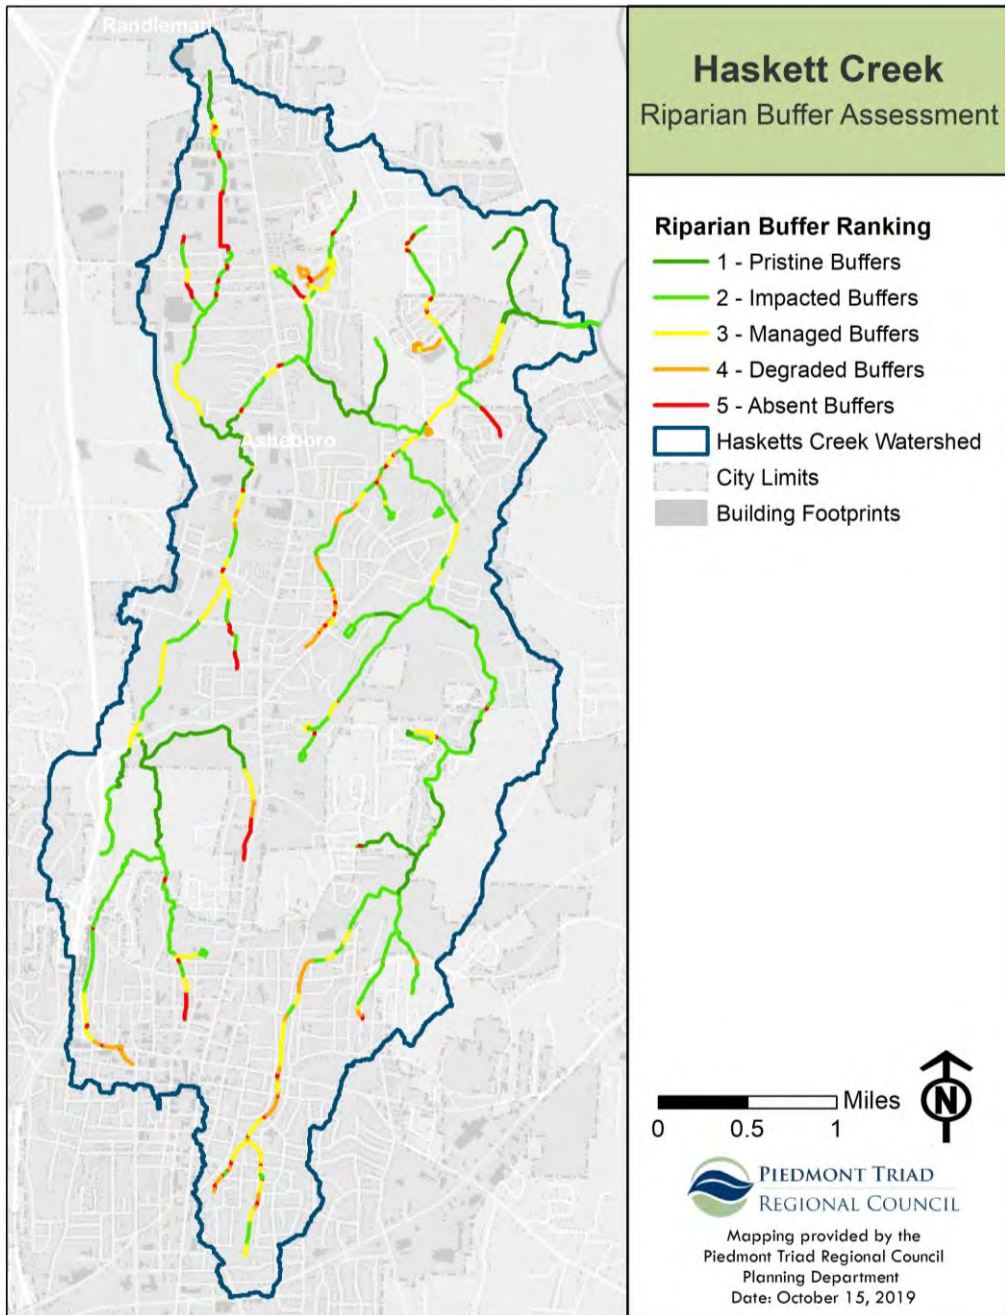 Randleman
Asheboro
Haskett Creek
Riparian Buffer Assessment
Riparian Buffer Ranking
1 - Pristine Buffers
2 - Impacted Buffers
3 - Managed Buffers
4 - Degraded Buffers
5 - Absent Buffers
Hasketts Creek Watershed
City Limits
Building Footprints
Miles
0 0.5 1
N
PIEDMONT TRIAD
REGIONAL COUNCIL
Mapping provided by the
Piedmont Triad Regional Council
Planning Department
Date: October 15, 2019